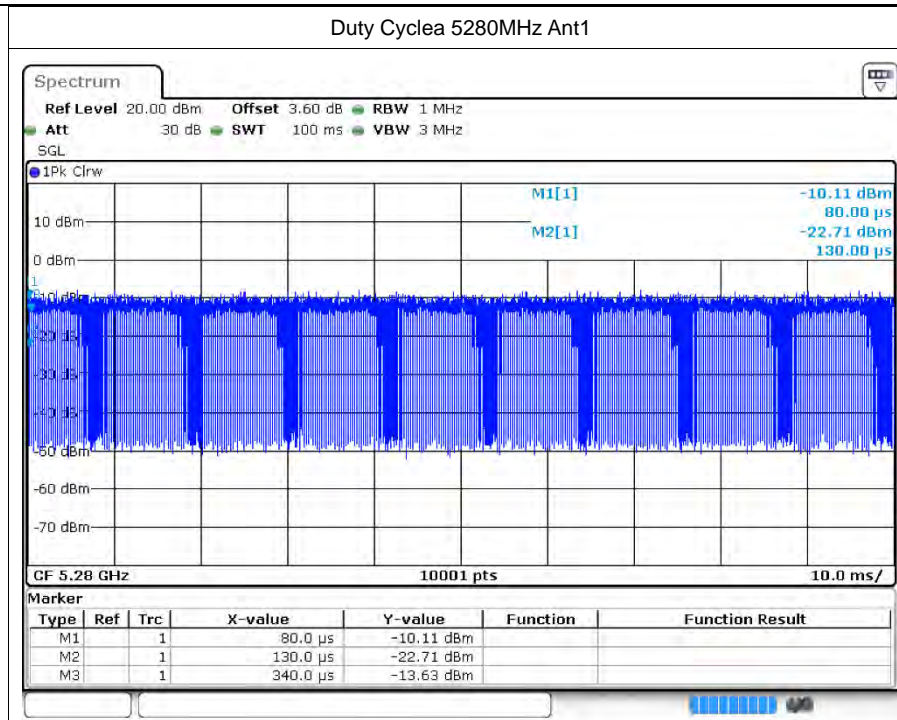 Duty Cyclea 5280MHz Ant1
Spectrum
Ref Level 20.00 dBm Offset 3.60 dB RBW 1 MHz
Att 30 dB SWT 100 ms VBW 3 MHz
SGL
1Pk Clrw
M1[1] -10.11 dBm
80.00 µs
10 dBm
M2[1] -22.71 dBm
130.00 µs
0 dBm
-50 dBm
-60 dBm
-70 dBm
CF 5.28 GHz 10001 pts 10.0 ms/
Marker
Type Ref Trc X-value Y-value Function Function Result
M1 1 80.0 µs -10.11 dBm
M2 1 130.0 µs -22.71 dBm
M3 1 340.0 µs -13.63 dBm